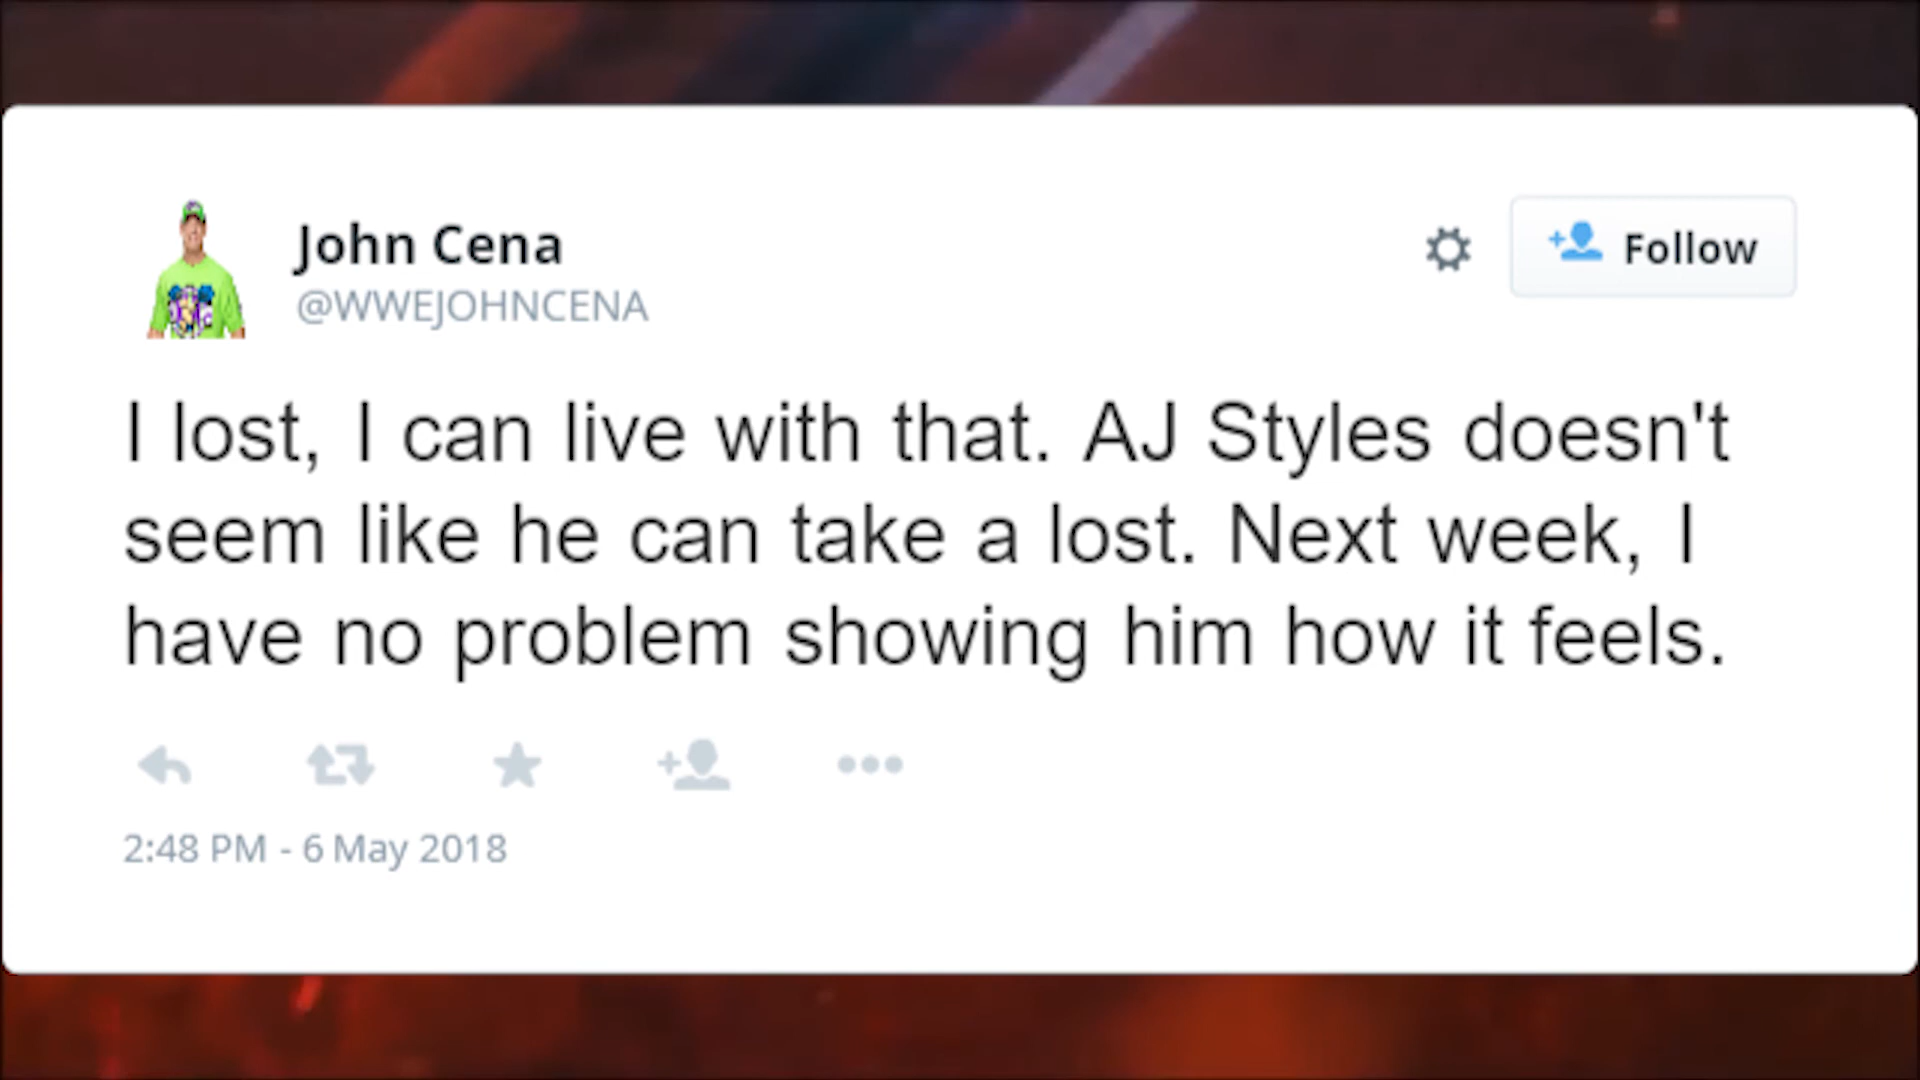 John Cena
@WWEJOHNCENA
Follow
I lost, I can live with that. AJ Styles doesn't
seem like he can take a lost. Next week, I
have no problem showing him how it feels.
2:48 PM - 6 May 2018